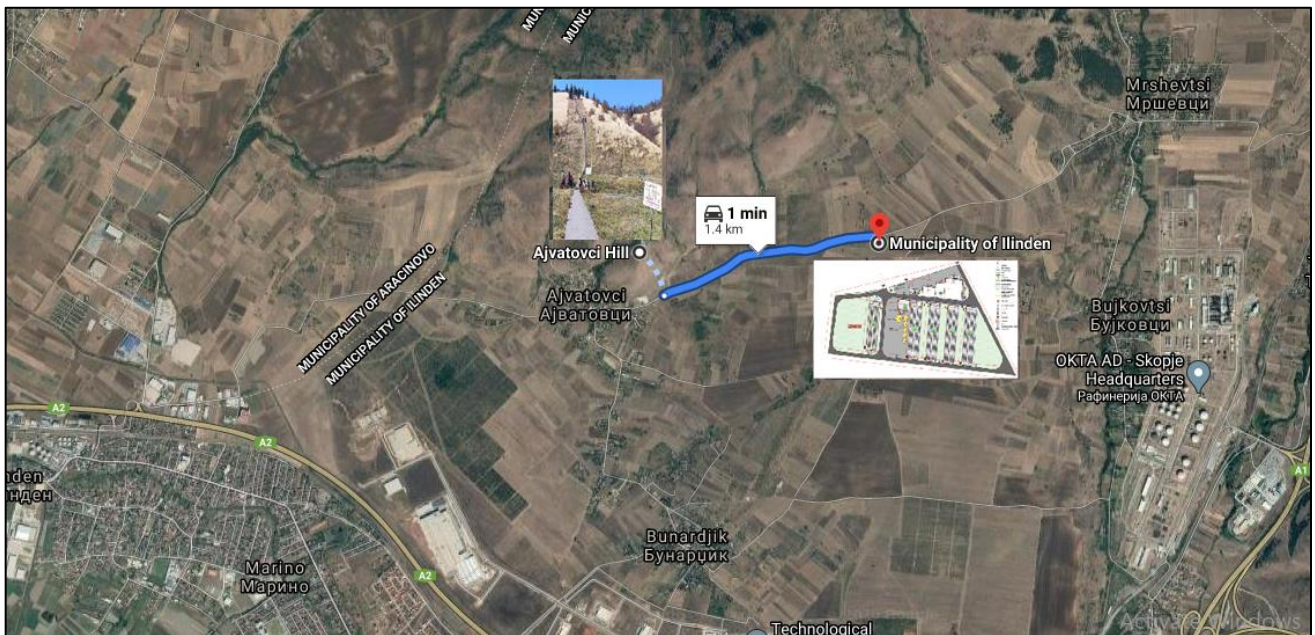 MUNIC
MUNIC
Mrshevtsi
Мршевци
1 min
1.4 km
Ajvatovci Hill
Municipality of Ilinden
MUNICIPALITY OF ARACINOVO
MUNICIPALITY OF ILINDEN
Ajvatovci
Ајватовци
Bujkovtsi
Бујковци
OKTA AD - Skopje
Headquarters
Рафинерија ОКТА
A2
A2
A2
A1
nden
инден
Bunardjik
Бунарџик
Marino
Марино
Technological
Activate Windows